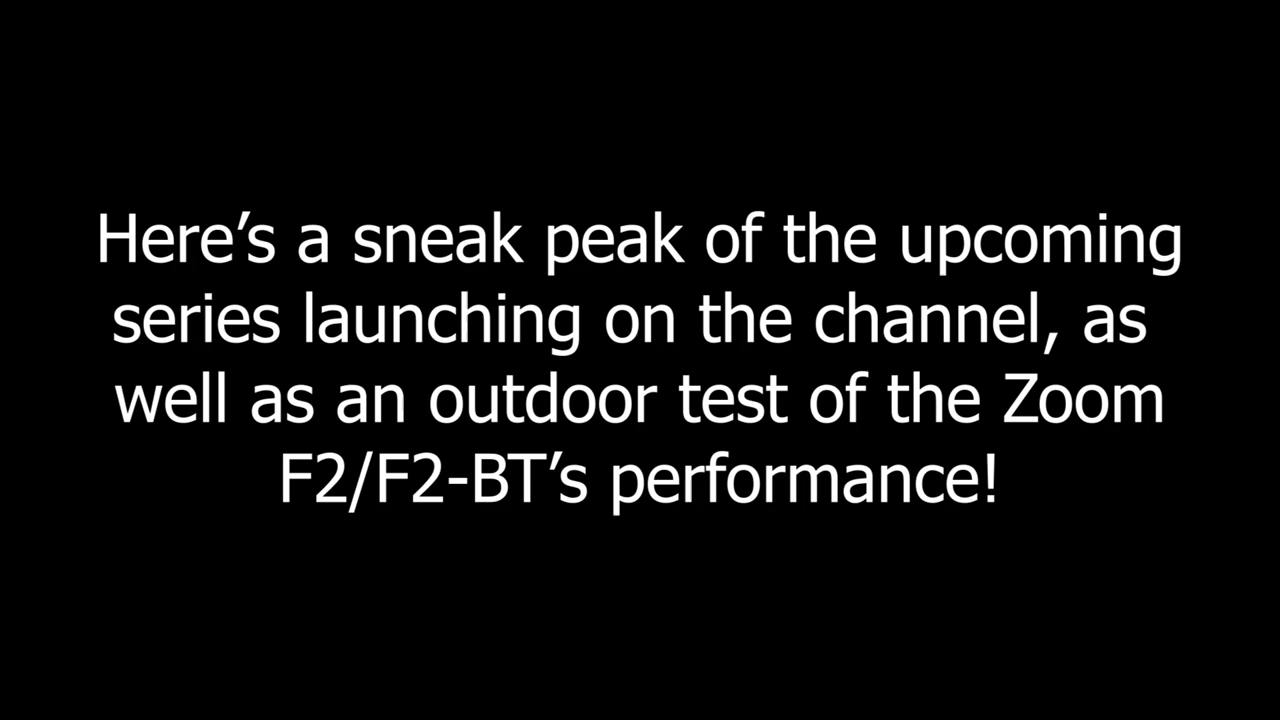 Here’s a sneak peak of the upcoming
series launching on the channel, as
well as an outdoor test of the Zoom
F2/F2-BT’s performance!